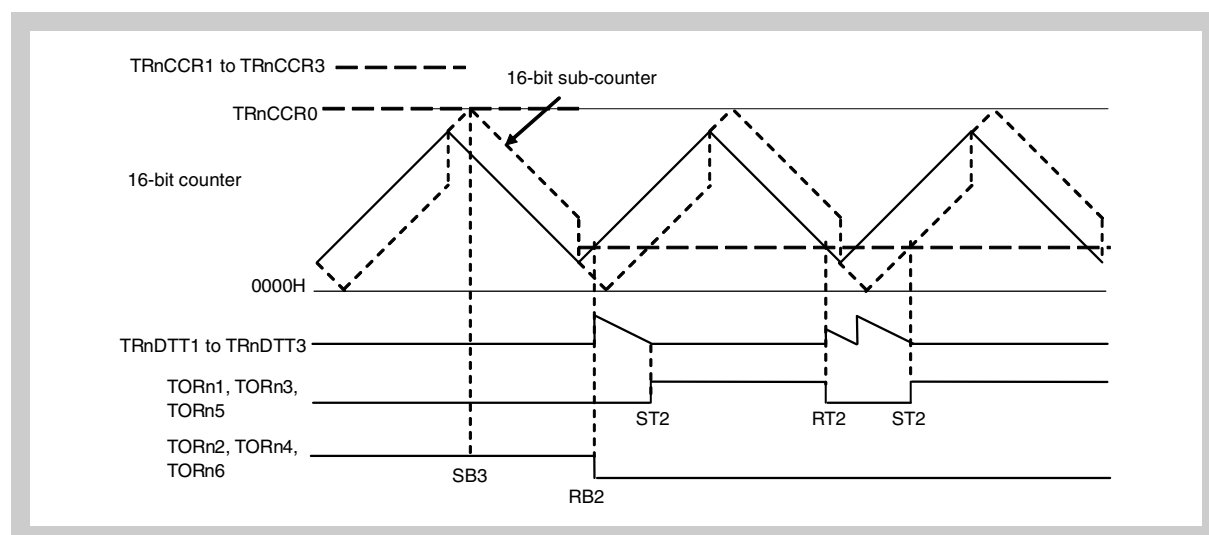 TRnCCR1 to TRnCCR3
16-bit sub-counter
TRnCCR0
16-bit counter
0000H
TRnDTT1 to TRnDTT3
TORn1, TORn3,
TORn5
ST2
RT2
ST2
TORn2, TORn4,
TORn6
SB3
RB2